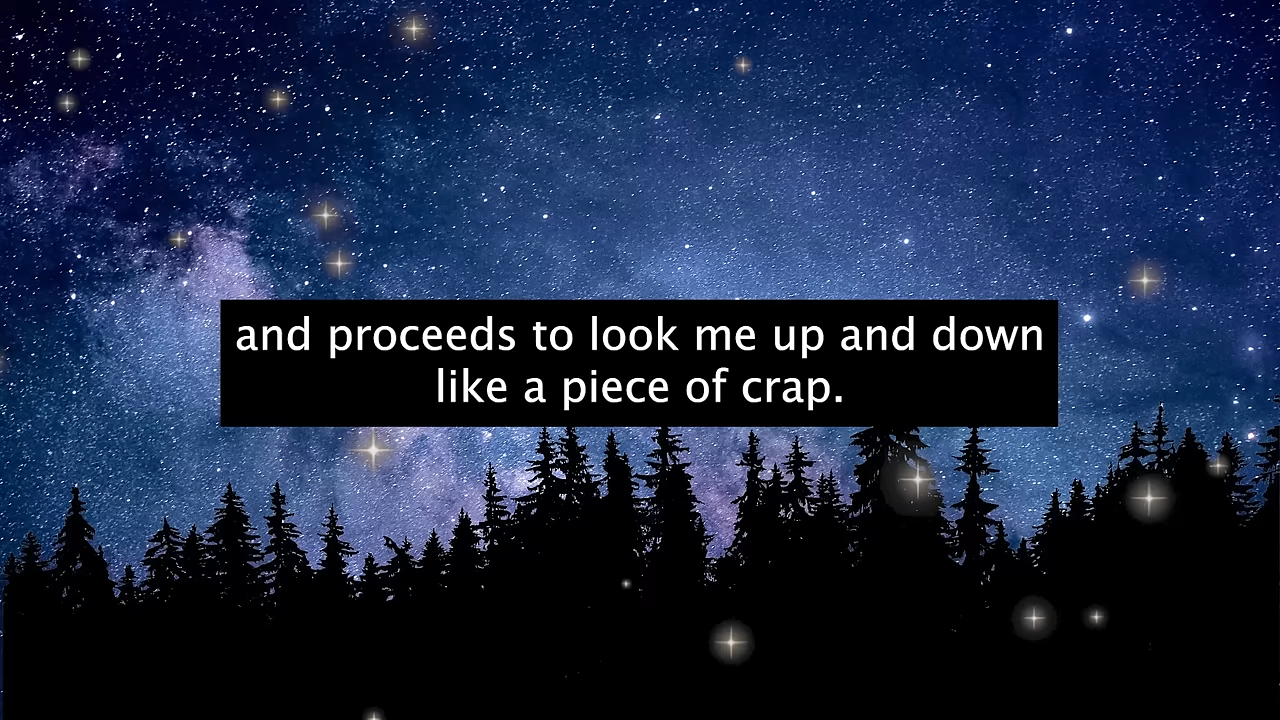 and proceeds to look me up and down
like a piece of crap.